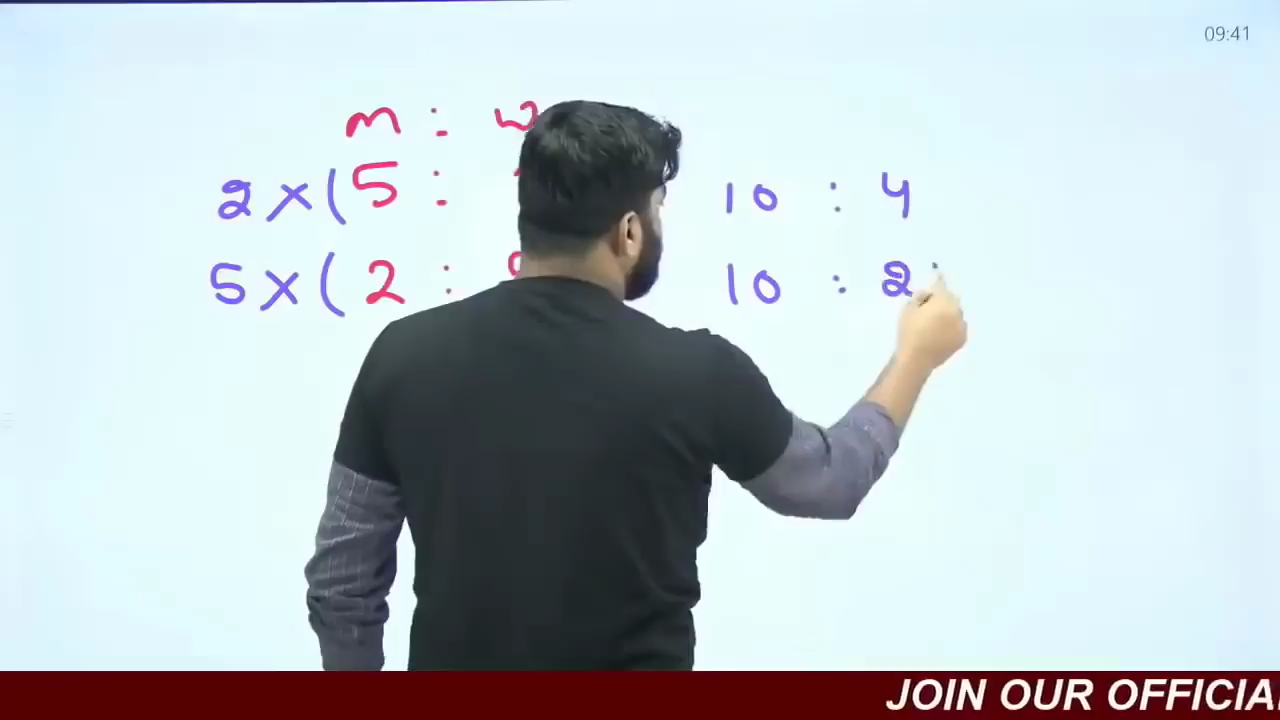 09:41
m : w
2 × ( 5 : 10 : 4
5 × ( 2 : 10 : 2
JOIN OUR OFFICIA